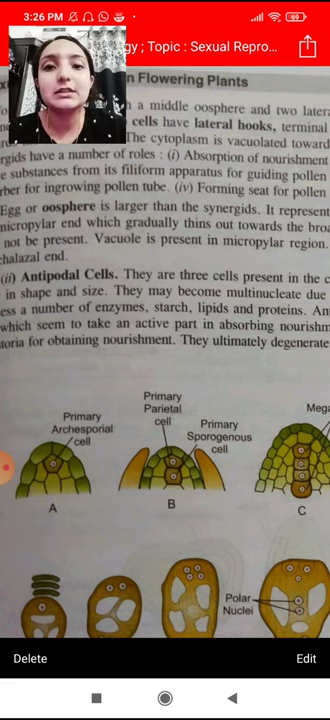 3:26 PM
69
gy ; Topic : Sexual Repro...
n Flowering Plants
h a middle oosphere and two latera
cells have lateral hooks, terminal
The cytoplasm is vacuolated toward
rgids have a number of roles : (i) Absorption of nourishment
e substances from its filiform apparatus for guiding pollen
rber for ingrowing pollen tube. (iv) Forming seat for pollen
Egg or oosphere is larger than the synergids. It represent
micropylar end which gradually thins out towards the broa
not be present. Vacuole is present in micropylar region.
chalazal end.
(ii) Antipodal Cells. They are three cells present in the c
in shape and size. They may become multinucleate due
ess a number of enzymes, starch, lipids and proteins. An
which seem to take an active part in absorbing nourishm
toria for obtaining nourishment. They ultimately degenerate
Primary
Archesporial
cell
Primary
Parietal
cell
Primary
Sporogenous
cell
Mega
A
B
C
Polar
Nuclei
Delete
Edit